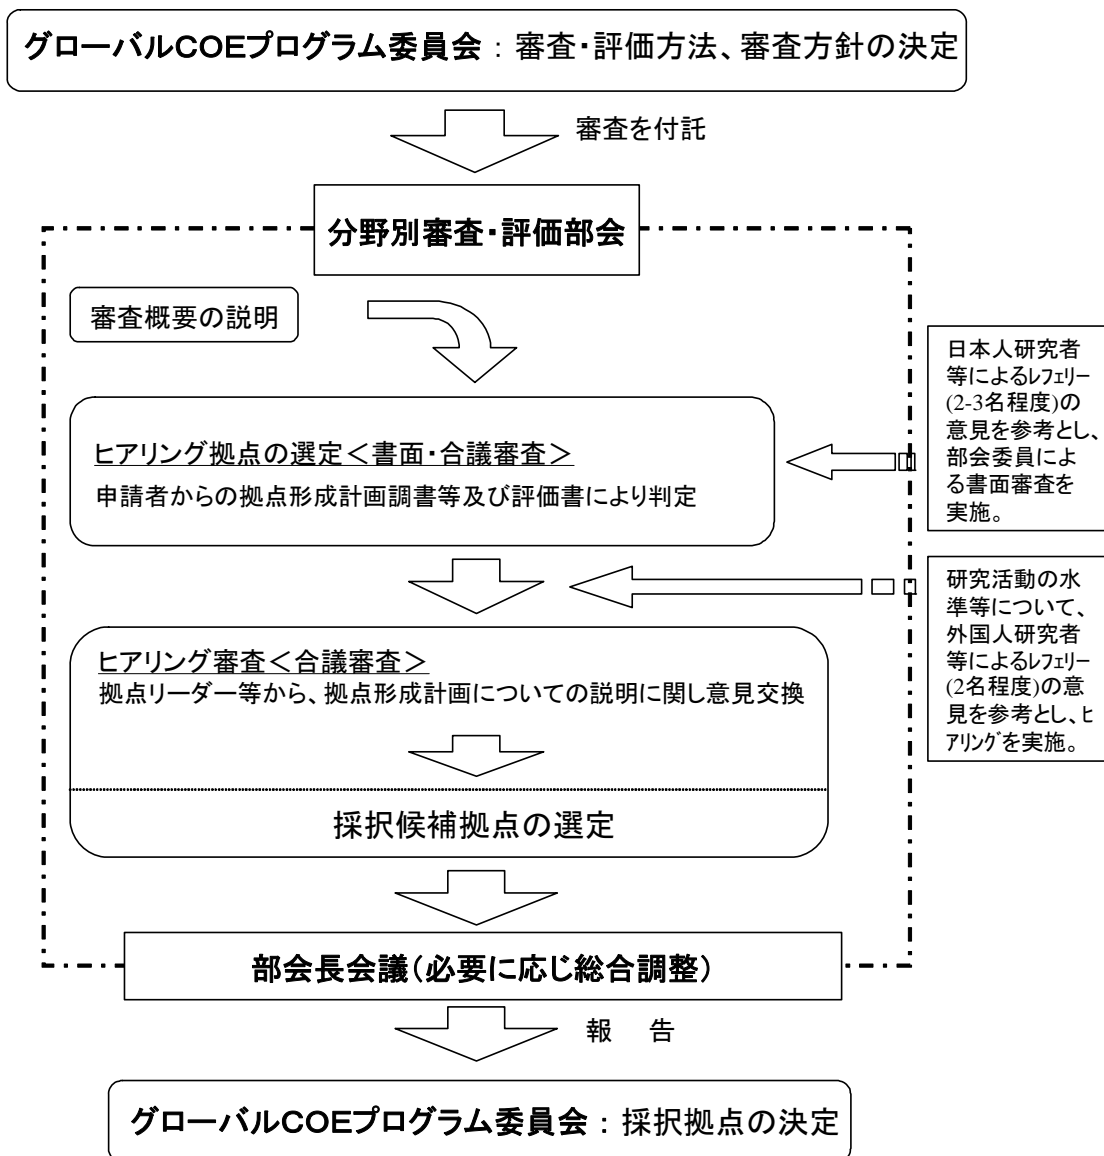 グローバルCOEプログラム委員会：審査・評価方法、審査方針の決定
審査を付託
分野別審査・評価部会
審査概要の説明
日本人研究者
等によるﾚﾌｪﾘｰ
(2-3名程度)の
意見を参考とし、
部会委員によ
る書面審査を
実施。
ヒアリング拠点の選定＜書面・合議審査＞
申請者からの拠点形成計画調書等及び評価書により判定
研究活動の水
準等について、
外国人研究者
等によるﾚﾌｪﾘｰ
(2名程度)の意
見を参考とし、ﾋ
ｱﾘﾝｸﾞを実施。
ヒアリング審査＜合議審査＞
拠点リーダー等から、拠点形成計画についての説明に関し意見交換
採択候補拠点の選定
部会長会議（必要に応じ総合調整）
報　告
グローバルCOEプログラム委員会：採択拠点の決定